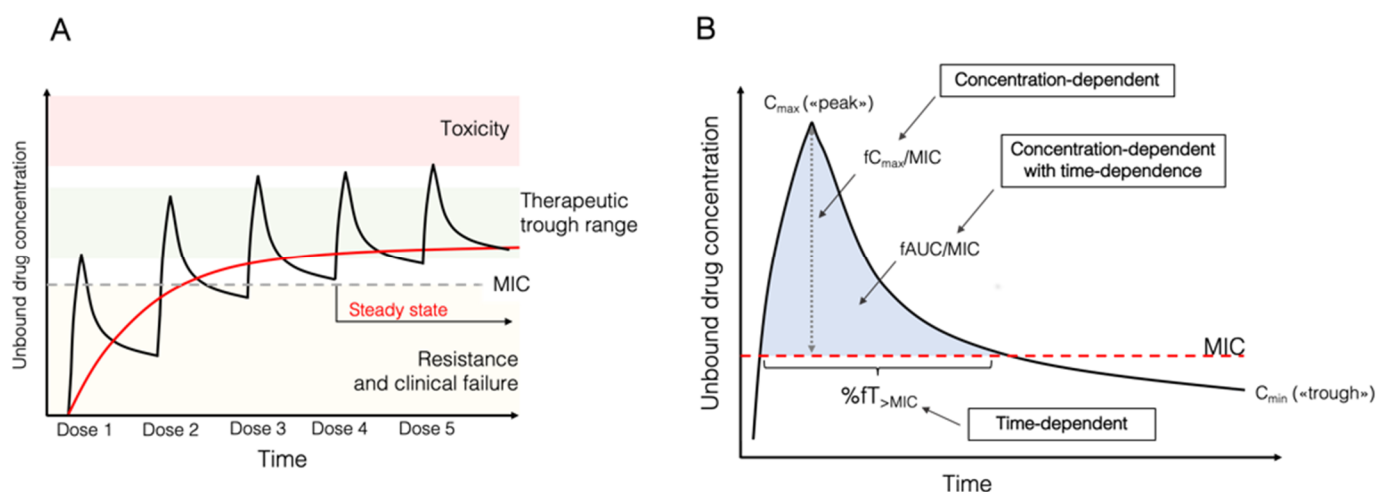 A
Unbound drug concentration
Toxicity
Therapeutic
trough range
MIC
Steady state
Resistance
and clinical failure
Dose 1
Dose 2
Dose 3
Dose 4
Dose 5
Time
B
Unbound drug concentration
Concentration-dependent
Cmax («peak»)
fCmax/MIC
Concentration-dependent
with time-dependence
fAUC/MIC
MIC
%fT>MIC
Cmin («trough»)
Time-dependent
Time